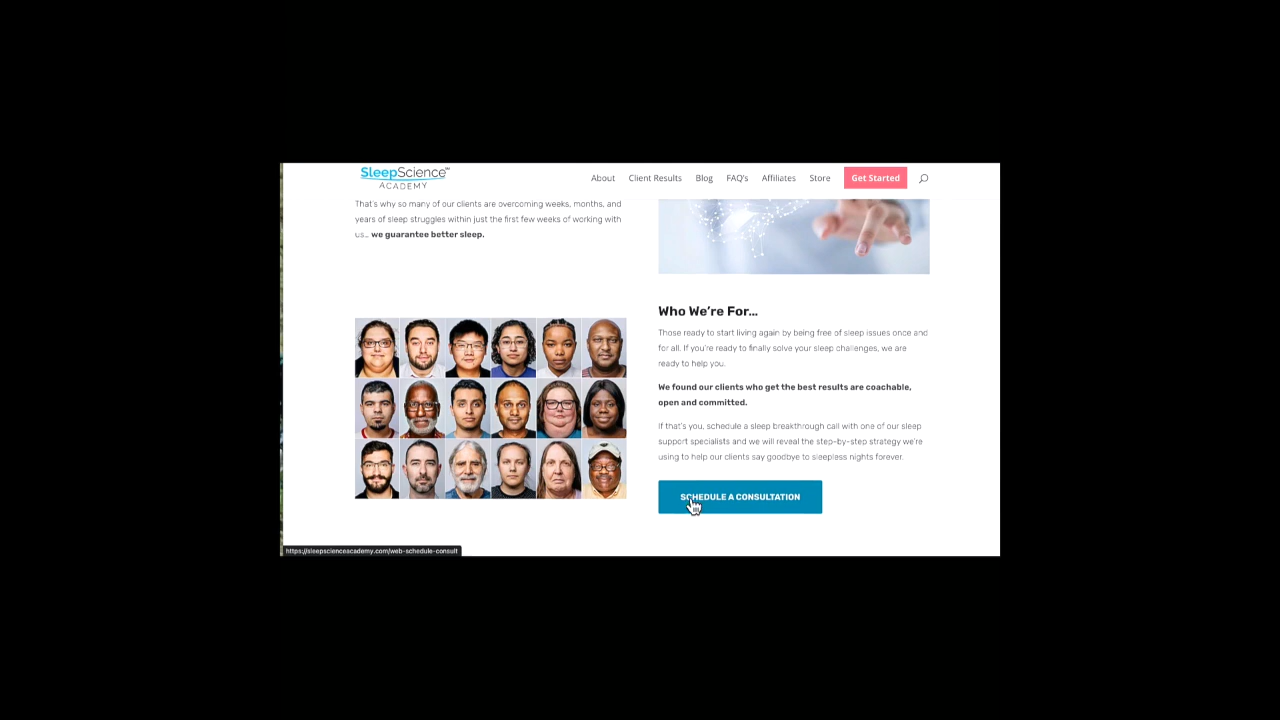 SleepScience™
ACADEMY
About Client Results Blog FAQ's Affiliates Store Get Started
That's why so many of our clients are overcoming weeks, months, and
years of sleep struggles within just the first few weeks of working with
us… we guarantee better sleep.
Who We're For…
Those ready to start living again by being free of sleep issues once and
for all. If you're ready to finally solve your sleep challenges, we are
ready to help you.
We found our clients who get the best results are coachable,
open and committed.
If that's you, schedule a sleep breakthrough call with one of our sleep
support specialists and we will reveal the step-by-step strategy we're
using to help our clients say goodbye to sleepless nights forever.
SCHEDULE A CONSULTATION
https://sleepscienceacademy.com/web-schedule-consult